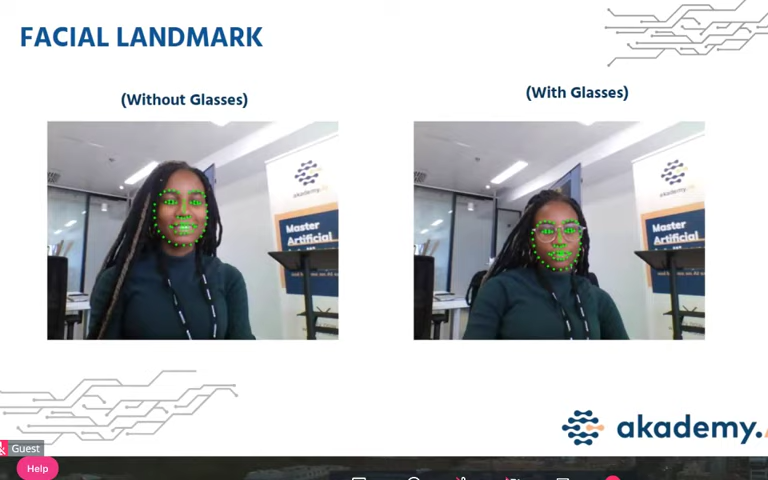 FACIAL LANDMARK
(Without Glasses)
(With Glasses)
akademy.
Master
Artificial
akademy.
Master
Artificial
akademy.
Guest
Help